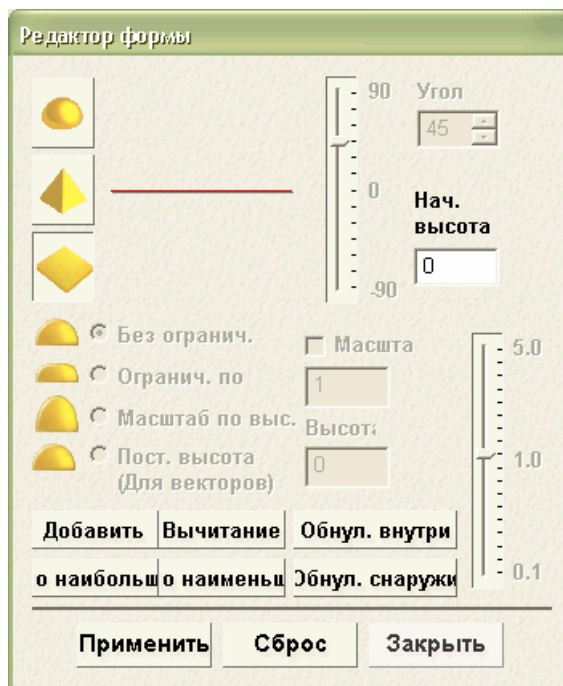 Редактор формы
90
Угол
45
0
Нач.
высота
0
-90
Без огранич.
Масшта
5.0
Огранич. по
1
Масштаб по выс.
Высота
1.0
Пост. высота
(Для векторов)
0
Добавить Вычитание Обнул. внутри
о наибольш о наименьш Обнул. снаружи
0.1
Применить Сброс Закрыть